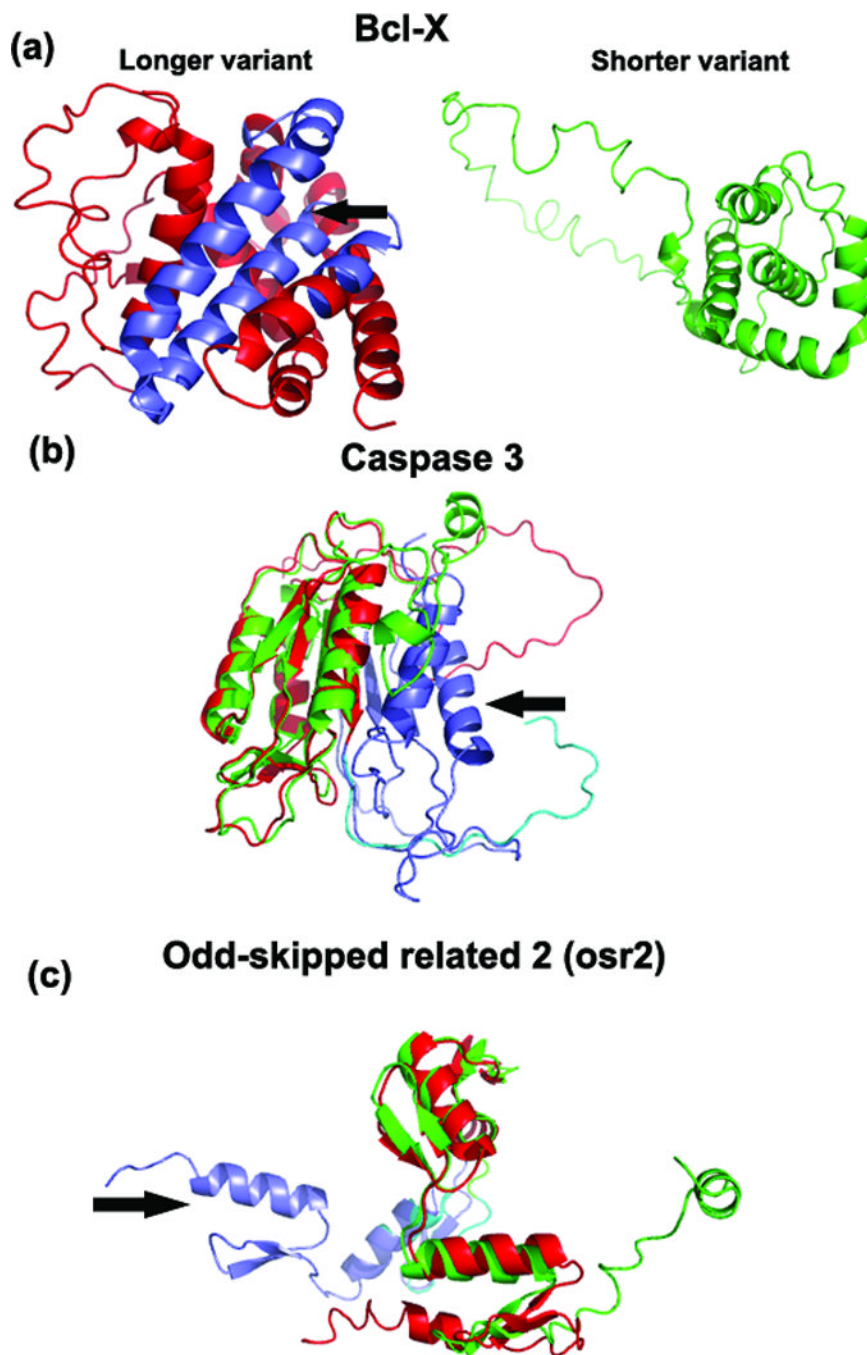 Bcl-X
(a)
Longer variant
Shorter variant
(b)
Caspase 3
Odd-skipped related 2 (osr2)
(c)